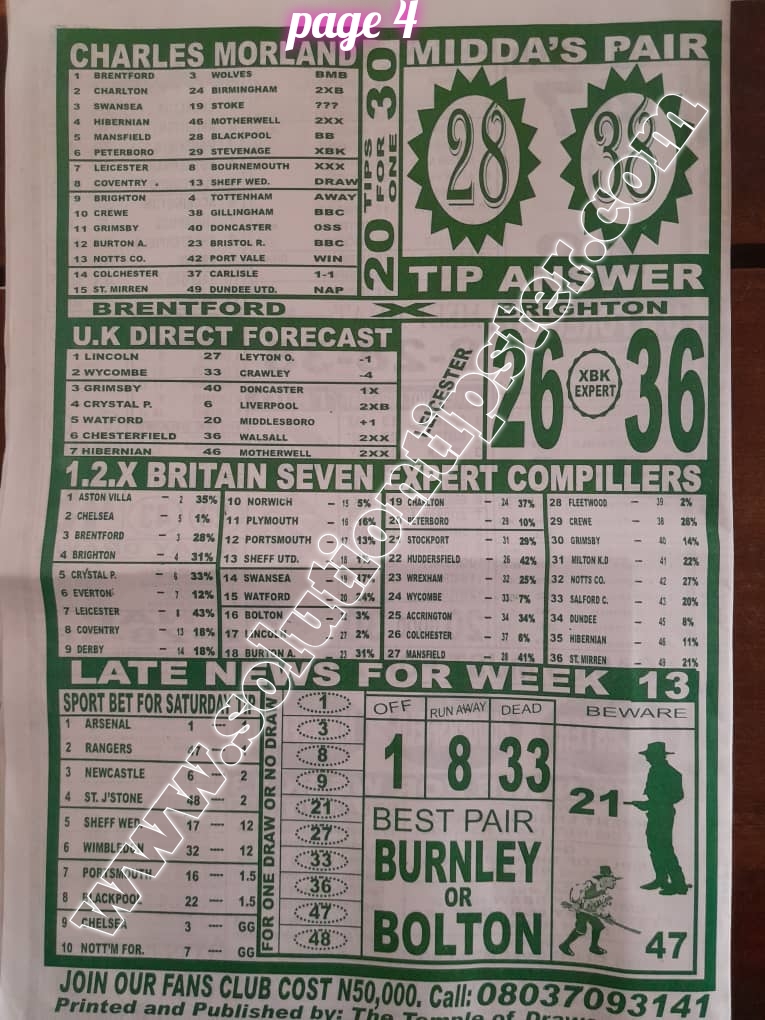 page 4
CHARLES MORLAND
1 BRENTFORD 3 WOLVES BMB
2 CHARLTON 24 BIRMINGHAM 2XB
3 SWANSEA 19 STOKE ???
4 HIBERNIAN 46 MOTHERWELL 2XX
5 MANSFIELD 28 BLACKPOOL BB
6 PETERBORO 29 STEVENAGE XBK
7 LEICESTER 8 BOURNEMOUTH XXX
8 COVENTRY 13 SHEFF WED. DRAW
9 BRIGHTON 4 TOTTENHAM AWAY
10 CREWE 38 GILLINGHAM BBC
11 GRIMSBY 40 DONCASTER 0SS
12 BURTON A. 23 BRISTOL R. BBC
13 NOTTS CO. 42 PORT VALE WIN
14 COLCHESTER 37 CARLISLE 1-1
15 ST. MIRREN 49 DUNDEE UTD. NAP
20 TIPS FOR ONE 30
MIDDA'S PAIR
28 38
TIP ANSWER
BRENTFORD X BRIGHTON
U.K DIRECT FORECAST
1 LINCOLN 27 LEYTON O. -1
2 WYCOMBE 33 CRAWLEY -4
3 GRIMSBY 40 DONCASTER 1X
4 CRYSTAL P. 6 LIVERPOOL 2XB
5 WATFORD 20 MIDDLESBORO +1
6 CHESTERFIELD 36 WALSALL 2XX
7 HIBERNIAN 46 MOTHERWELL 2XX
LEICESTER
26 XBK EXPERT 36
1.2.X BRITAIN SEVEN EXPERT COMPILLERS
1 ASTON VILLA - 2 35%
2 CHELSEA - 5 1%
3 BRENTFORD - 3 28%
4 BRIGHTON - 4 31%
5 CRYSTAL P. - 6 33%
6 EVERTON - 7 12%
7 LEICESTER - 8 43%
8 COVENTRY - 13 18%
9 DERBY - 14 18%
10 NORWICH - 15 5%
11 PLYMOUTH - 16 16%
12 PORTSMOUTH 17 13%
13 SHEFF UTD. - 18
14 SWANSEA - 19 47%
15 WATFORD 20
16 BOLTON 22 3%
17 LINCOLN 27 2%
18 BURTON A. 23 31%
19 CHARLTON - 24 37%
20 PETERBORO - 29 10%
21 STOCKPORT - 31 29%
22 HUDDERSFIELD - 26 42%
23 WREXHAM - 32 25%
24 WYCOMBE - 33 7%
25 ACCRINGTON - 34 34%
26 COLCHESTER - 37 6%
27 MANSFIELD - 28 41%
28 FLEETWOOD - 39 2%
29 CREWE - 38 26%
30 GRIMSBY - 40 14%
31 MILTON K.D - 41 22%
32 NOTTS CO. - 42 27%
33 SALFORD C. - 43 20%
34 DUNDEE - 45 8%
35 HIBERNIAN - 46 11%
36 ST. MIRREN - 49 21%
LATE NEWS FOR WEEK 13
SPORT BET FOR SATURDAY
1 ARSENAL 1
2 RANGERS 47
3 NEWCASTLE 6 ---- 2
4 ST. J'STONE 48 ---- 2
5 SHEFF WED. 17 ---- 12
6 WIMBLEDON 32 ---- 12
7 PORTSMOUTH 16 ---- 1.5
8 BLACKPOOL 22 ---- 1.5
9 CHELSEA 3 ---- GG
10 NOTT'M FOR. 7 ---- GG
FOR ONE DRAW OR NO DRAW
1
3
8
9
21
27
33
36
47
48
OFF RUN AWAY DEAD
1 8 33
BEST PAIR
BURNLEY
OR
BOLTON
BEWARE
21
47
JOIN OUR FANS CLUB COST N50,000. Call: 08037093141
Printed and Published by: The Temple of Draws
www.solutiontipster.com